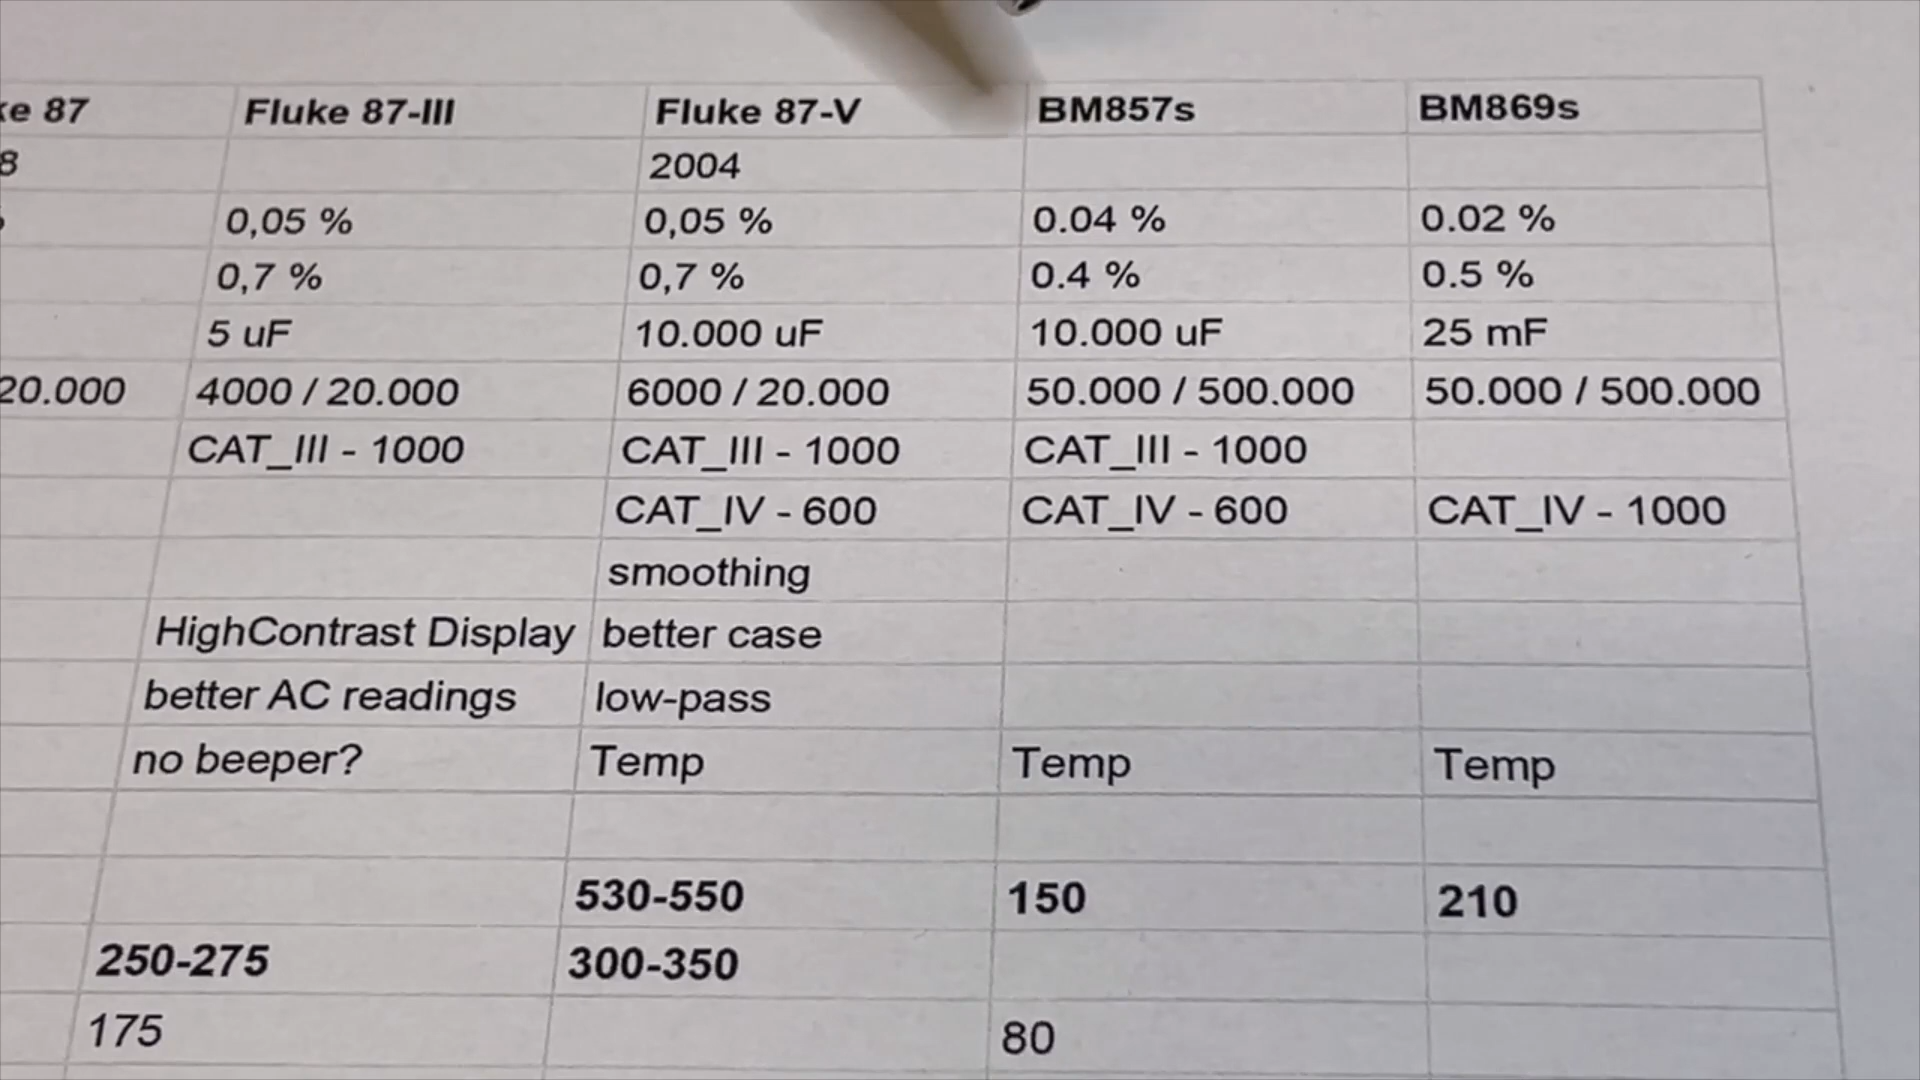 ke 87 Fluke 87-III Fluke 87-V BM857s BM869s
8 2004
0,05 % 0,05 % 0.04 % 0.02 %
0,7 % 0,7 % 0.4 % 0.5 %
5 uF 10.000 uF 10.000 uF 25 mF
20.000 4000 / 20.000 6000 / 20.000 50.000 / 500.000 50.000 / 500.000
CAT_III - 1000 CAT_III - 1000 CAT_III - 1000
CAT_IV - 600 CAT_IV - 600 CAT_IV - 1000
smoothing
HighContrast Display better case
better AC readings low-pass
no beeper? Temp Temp Temp
530-550 150 210
250-275 300-350
175 80